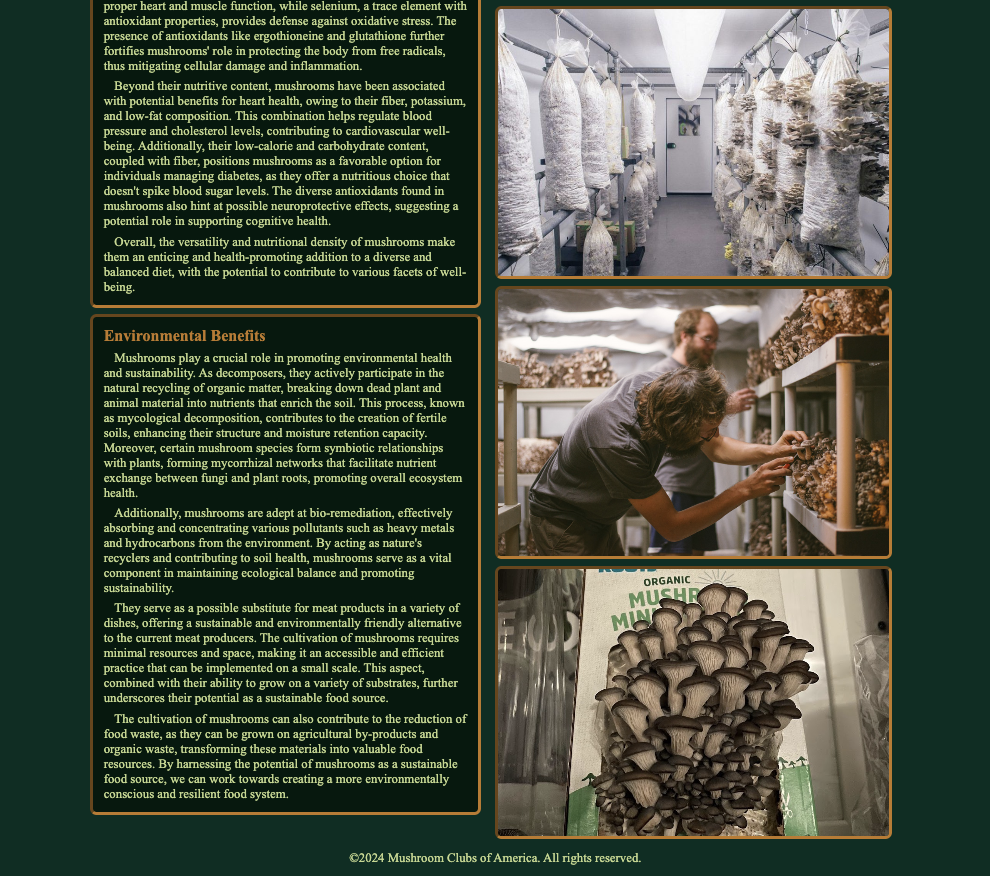 proper heart and muscle function, while selenium, a trace element with
antioxidant properties, provides defense against oxidative stress. The
presence of antioxidants like ergothioneine and glutathione further
fortifies mushrooms' role in protecting the body from free radicals,
thus mitigating cellular damage and inflammation.
Beyond their nutritive content, mushrooms have been associated
with potential benefits for heart health, owing to their fiber, potassium,
and low-fat composition. This combination helps regulate blood
pressure and cholesterol levels, contributing to cardiovascular well-
being. Additionally, their low-calorie and carbohydrate content,
coupled with fiber, positions mushrooms as a favorable option for
individuals managing diabetes, as they offer a nutritious choice that
doesn't spike blood sugar levels. The diverse antioxidants found in
mushrooms also hint at possible neuroprotective effects, suggesting a
potential role in supporting cognitive health.
Overall, the versatility and nutritional density of mushrooms make
them an enticing and health-promoting addition to a diverse and
balanced diet, with the potential to contribute to various facets of well-
being.
Environmental Benefits
Mushrooms play a crucial role in promoting environmental health
and sustainability. As decomposers, they actively participate in the
natural recycling of organic matter, breaking down dead plant and
animal material into nutrients that enrich the soil. This process, known
as mycological decomposition, contributes to the creation of fertile
soils, enhancing their structure and moisture retention capacity.
Moreover, certain mushroom species form symbiotic relationships
with plants, forming mycorrhizal networks that facilitate nutrient
exchange between fungi and plant roots, promoting overall ecosystem
health.
Additionally, mushrooms are adept at bio-remediation, effectively
absorbing and concentrating various pollutants such as heavy metals
and hydrocarbons from the environment. By acting as nature's
recyclers and contributing to soil health, mushrooms serve as a vital
component in maintaining ecological balance and promoting
sustainability.
They serve as a possible substitute for meat products in a variety of
dishes, offering a sustainable and environmentally friendly alternative
to the current meat producers. The cultivation of mushrooms requires
minimal resources and space, making it an accessible and efficient
practice that can be implemented on a small scale. This aspect,
combined with their ability to grow on a variety of substrates, further
underscores their potential as a sustainable food source.
The cultivation of mushrooms can also contribute to the reduction of
food waste, as they can be grown on agricultural by-products and
organic waste, transforming these materials into valuable food
resources. By harnessing the potential of mushrooms as a sustainable
food source, we can work towards creating a more environmentally
conscious and resilient food system.
ORGANIC
©2024 Mushroom Clubs of America. All rights reserved.